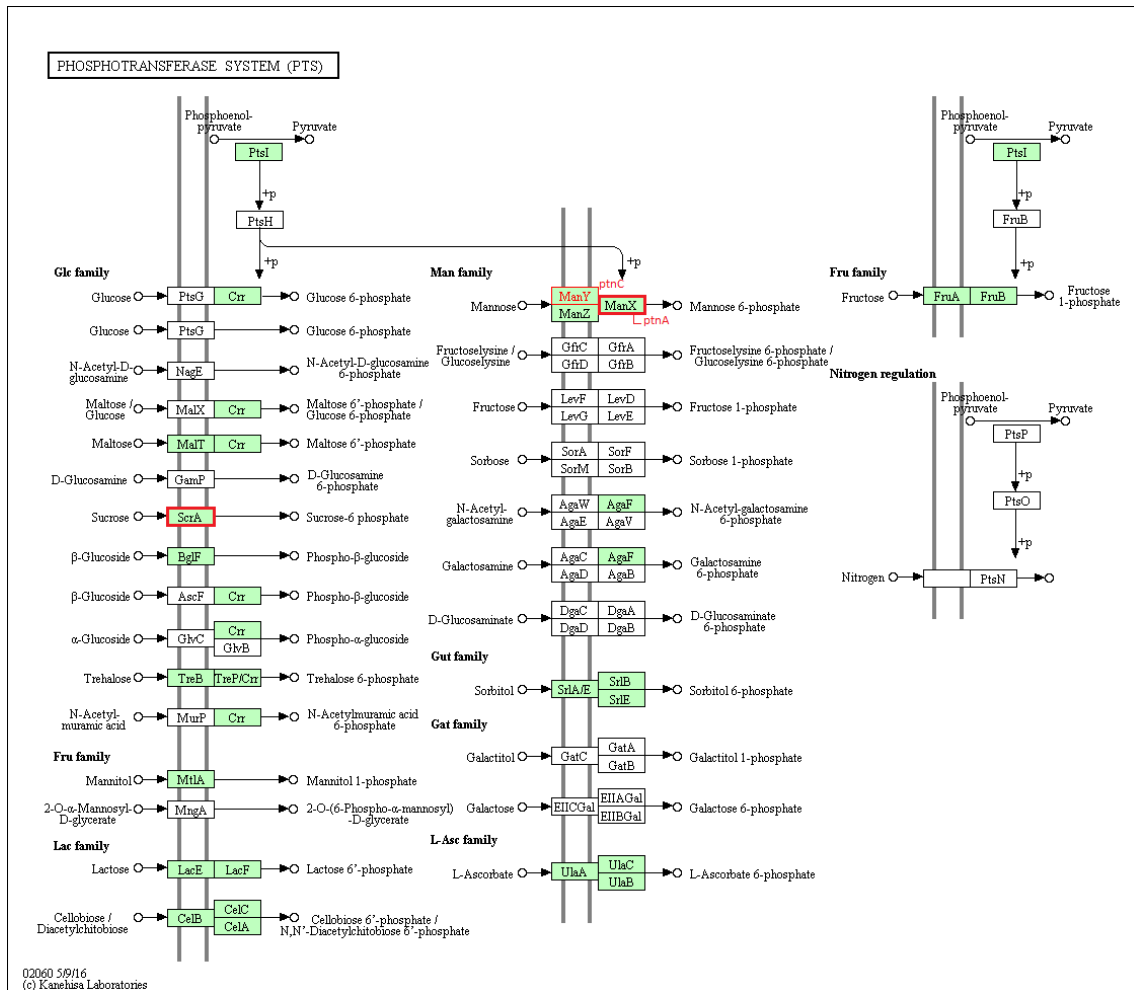 PHOSPHOTRANSFERASE SYSTEM (PTS)
Phosphoenol-
pyruvate
Pyruvate
PtsI
+p
PtsH
+p
+p
Glc family
Glucose
PtsG
Crr
Glucose 6-phosphate
Glucose
PtsG
Glucose 6-phosphate
N-Acetyl-D-
glucosamine
NagE
N-Acetyl-D-glucosamine
6-phosphate
Maltose /
Glucose
MalX
Crr
Maltose 6'-phosphate /
Glucose 6-phosphate
Maltose
MalT
Crr
Maltose 6'-phosphate
D-Glucosamine
GamP
D-Glucosamine
6-phosphate
Sucrose
ScrA
Sucrose-6 phosphate
β-Glucoside
BglF
Phospho-β-glucoside
β-Glucoside
AscF
Crr
Phospho-β-glucoside
α-Glucoside
GlvC
Crr
GlvB
Phospho-α-glucoside
Trehalose
TreB
TreP/Crr
Trehalose 6-phosphate
N-Acetyl-
muramic acid
MurP
Crr
N-Acetylmuramic acid
6-phosphate
Fru family
Mannitol
MtlA
Mannitol 1-phosphate
2-O-α-Mannosyl-
D-glycerate
MngA
2-O-(6-Phospho-α-mannosyl)
-D-glycerate
Lac family
Lactose
LacE
LacF
Lactose 6'-phosphate
Cellobiose /
Diacetylchitobiose
CelB
CelC
CelA
Cellobiose 6'-phosphate /
N,N'-Diacetylchitobiose 6'-phosphate
Man family
Mannose
ptnC
ManY
ManZ
ManX
ptnA
Mannose 6-phosphate
Fructoselysine /
Glucoselysine
GfrC
GfrA
GfrD
GfrB
Fructoselysine 6-phosphate /
Glucoselysine 6-phosphate
Fructose
LevF
LevD
LevG
LevE
Fructose 1-phosphate
Sorbose
SorA
SorF
SorM
SorB
Sorbose 1-phosphate
N-Acetyl-
galactosamine
AgaW
AgaF
AgaE
AgaV
N-Acetyl-galactosamine
6-phosphate
Galactosamine
AgaC
AgaF
AgaD
AgaB
Galactosamine
6-phosphate
D-Glucosaminate
DgaC
DgaA
DgaD
DgaB
D-Glucosaminate
6-phosphate
Gut family
Sorbitol
SrlA/E
SrlB
SrlE
Sorbitol 6-phosphate
Gat family
Galactitol
GatC
GatA
GatB
Galactitol 1-phosphate
Galactose
EIICGal
EIIAGal
EIIBGal
Galactose 6-phosphate
L-Asc family
L-Ascorbate
UlaA
UlaC
UlaB
L-Ascorbate 6-phosphate
Phosphoenol-
pyruvate
Pyruvate
PtsI
+p
FruB
+p
Fru family
Fructose
FruA
FruB
Fructose
1-phosphate
Nitrogen regulation
Phosphoenol-
pyruvate
Pyruvate
PtsP
+p
PtsO
+p
Nitrogen
PtsN
02060 5/9/16
(c) Kanehisa Laboratories